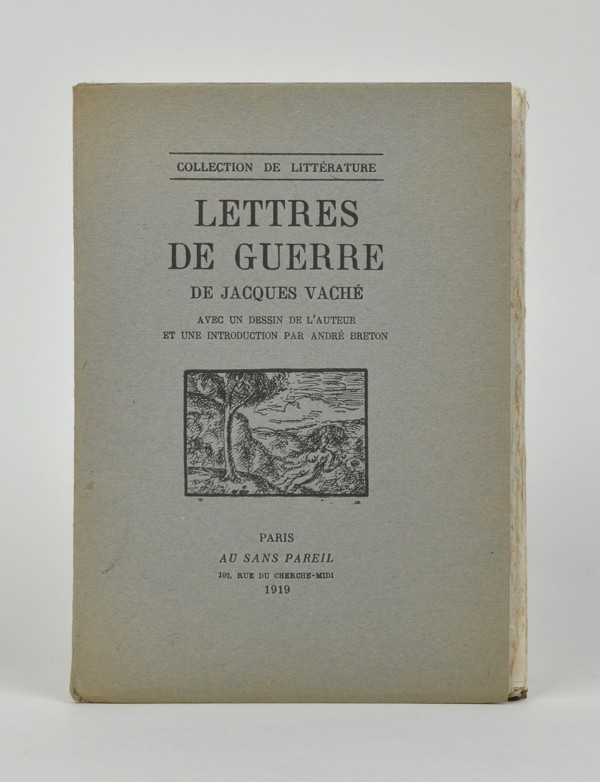 COLLECTION DE LITTÉRATURE
LETTRES
DE GUERRE
DE JACQUES VACHÉ
AVEC UN DESSIN DE L'AUTEUR
ET UNE INTRODUCTION PAR ANDRÉ BRETON
PARIS
AU SANS PAREIL
102, RUE DU CHERCHE-MIDI
1919